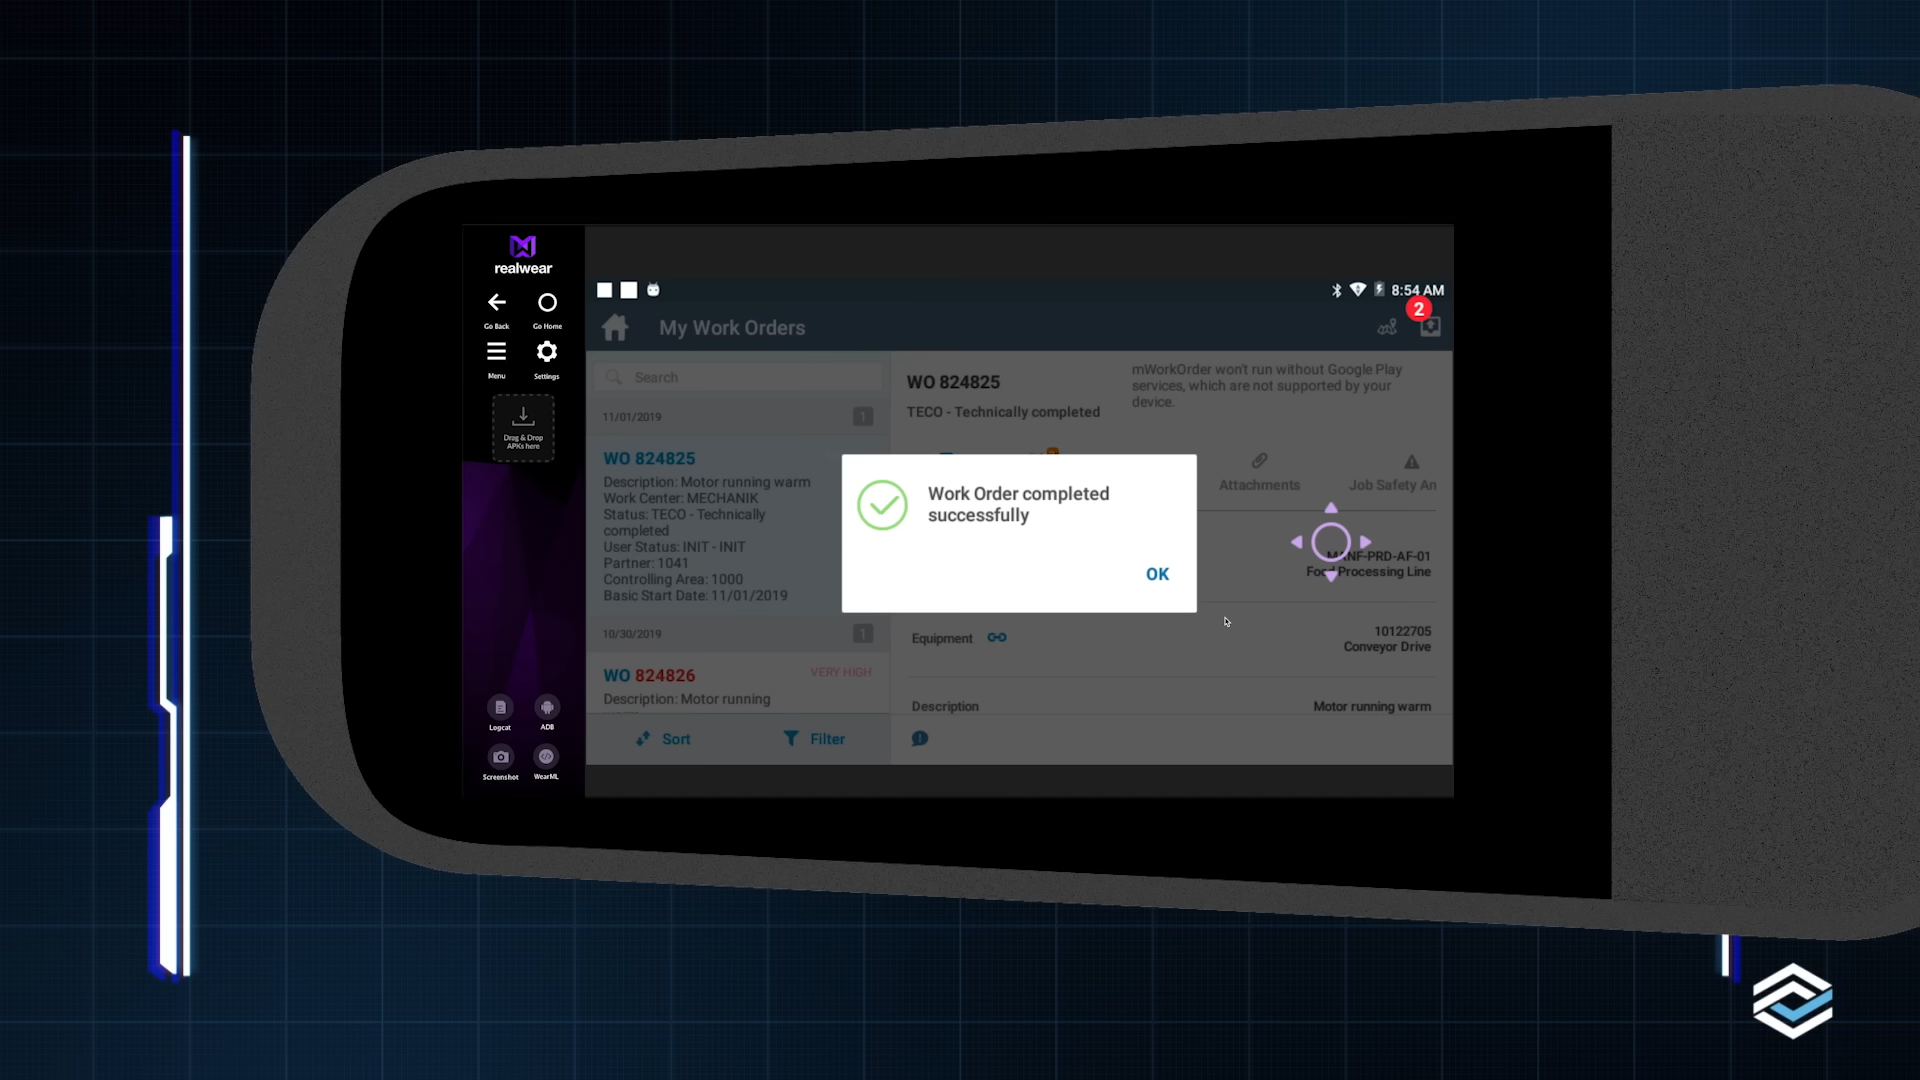 realwear
Go Back
Go Home
Menu
Settings
Drag & Drop
APKs here
Logcat
ADB
Screenshot
WearML
8:54 AM
2
My Work Orders
Search
11/01/2019
1
WO 824825
Description: Motor running warm
Work Center: MECHANIK
Status: TECO - Technically
completed
User Status: INIT - INIT
Partner: 1041
Controlling Area: 1000
Basic Start Date: 11/01/2019
10/30/2019
1
WO 824826
VERY HIGH
Description: Motor running
Sort
Filter
WO 824825
TECO - Technically completed
mWorkOrder won't run without Google Play
services, which are not supported by your
device.
Attachments
Job Safety An
Work Order completed
successfully
OK
MANF-PRD-AF-01
Food Processing Line
Equipment
10122705
Conveyor Drive
Description
Motor running warm